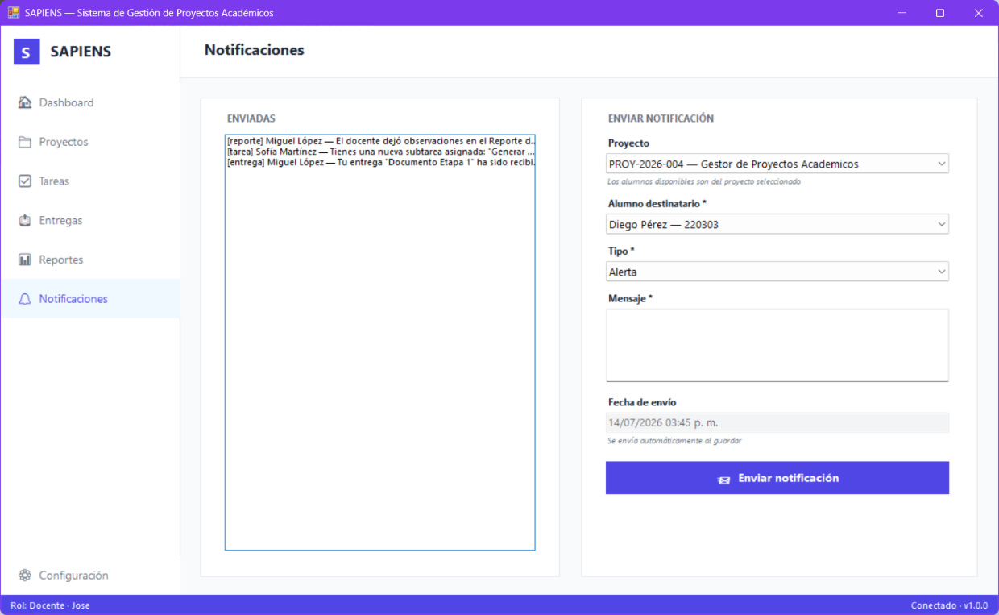 SAPIENS — Sistema de Gestión de Proyectos Académicos
S SAPIENS
Dashboard
Proyectos
Tareas
Entregas
Reportes
Notificaciones
Configuración
Notificaciones
ENVIADAS
[reporte] Miguel López — El docente dejó observaciones en el Reporte d..
[tarea] Sofía Martínez — Tienes una nueva subtarea asignada: "Generar ...
[entrega] Miguel López — Tu entrega "Documento Etapa 1" ha sido recibi.
ENVIAR NOTIFICACIÓN
Proyecto
PROY-2026-004 — Gestor de Proyectos Academicos
Los alumnos disponibles son del proyecto seleccionado
Alumno destinatario *
Diego Pérez — 220303
Tipo *
Alerta
Mensaje *
Fecha de envío
14/07/2026 03:45 p. m.
Se envía automáticamente al guardar
Enviar notificación
Rol: Docente · Jose
Conectado · v1.0.0